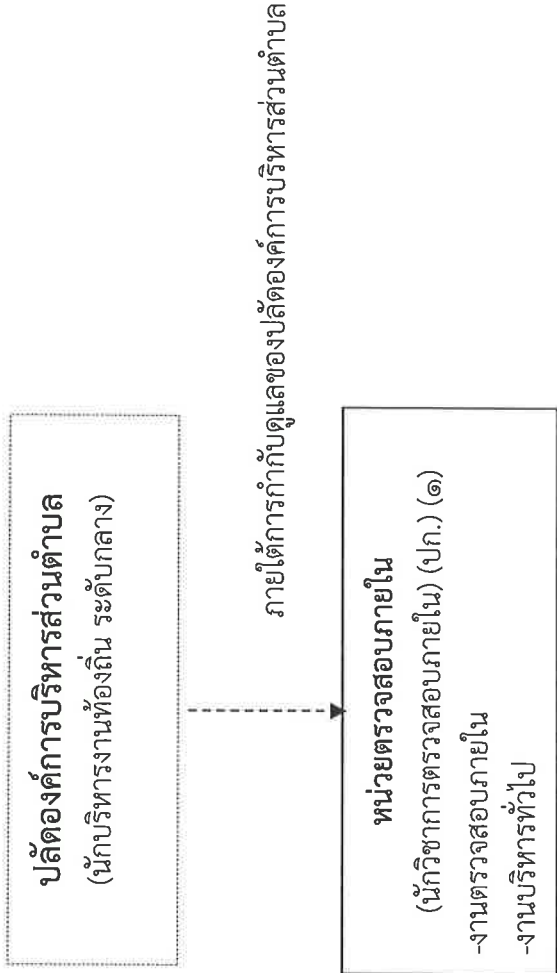 ปลัดองค์การบริหารส่วนตำบล
(นักบริหารงานท้องถิ่น ระดับกลาง)
ภายใต้การกำกับดูแลของปลัดองค์การบริหารส่วนตำบล
หน่วยตรวจสอบภายใน
(นักวิชาการตรวจสอบภายใน) (ปก.) (๑)
-งานตรวจสอบภายใน
-งานบริหารทั่วไป